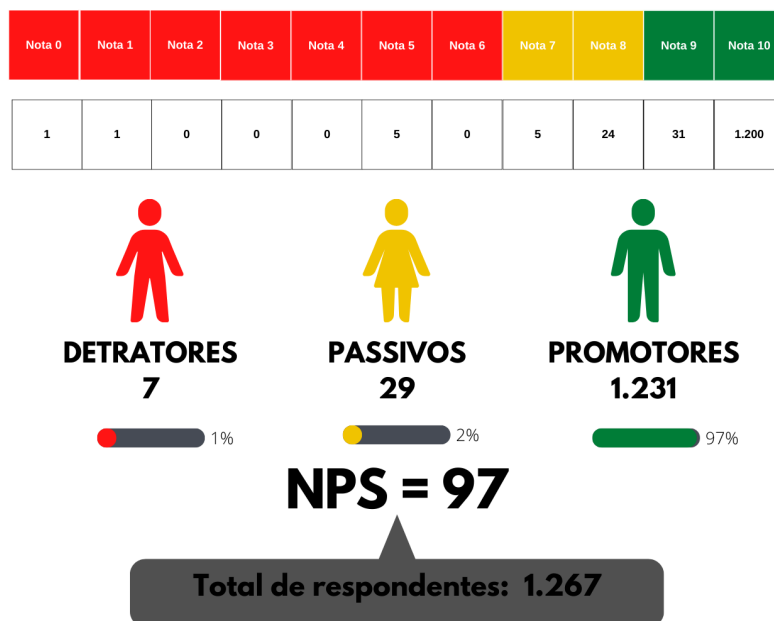 Nota 0 Nota 1 Nota 2 Nota 3 Nota 4 Nota 5 Nota 6 Nota 7 Nota 8 Nota 9 Nota 10
1 1 0 0 0 5 0 5 24 31 1.200
DETRATORES PASSIVOS PROMOTORES
7 29 1.231
1% 2% 97%
NPS = 97
Total de respondentes: 1.267